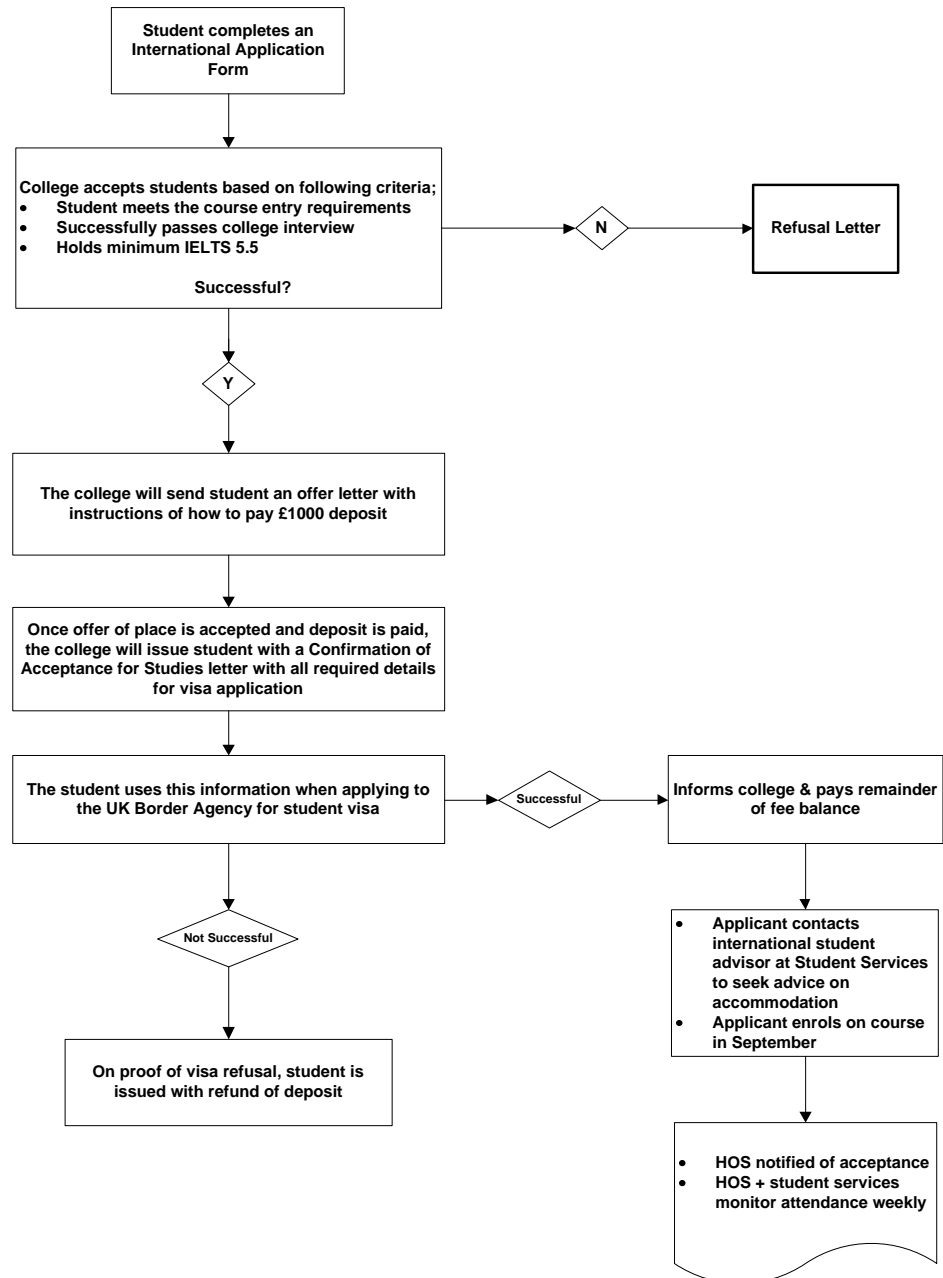 Student completes an
International Application
Form
College accepts students based on following criteria;
• Student meets the course entry requirements
• Successfully passes college interview
• Holds minimum IELTS 5.5
Successful?
N
Refusal Letter
Y
The college will send student an offer letter with
instructions of how to pay £1000 deposit
Once offer of place is accepted and deposit is paid,
the college will issue student with a Confirmation of
Acceptance for Studies letter with all required details
for visa application
The student uses this information when applying to
the UK Border Agency for student visa
Successful
Informs college & pays remainder
of fee balance
Not Successful
On proof of visa refusal, student is
issued with refund of deposit
• Applicant contacts
international student
advisor at Student Services
to seek advice on
accommodation
• Applicant enrols on course
in September
• HOS notified of acceptance
• HOS + student services
monitor attendance weekly